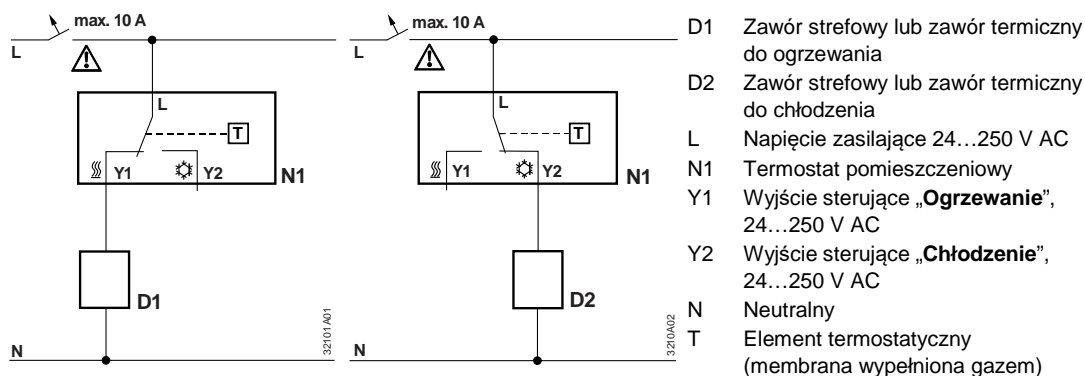 max. 10 A
L
L
T
Y1
Y2
N1
D1
N
32101A01
max. 10 A
L
L
T
Y1
Y2
N1
D2
N
3210A02
D1 Zawór strefowy lub zawór termiczny
do ogrzewania
D2 Zawór strefowy lub zawór termiczny
do chłodzenia
L Napięcie zasilające 24…250 V AC
N1 Termostat pomieszczeniowy
Y1 Wyjście sterujące „Ogrzewanie”,
24…250 V AC
Y2 Wyjście sterujące „Chłodzenie”,
24…250 V AC
N Neutralny
T Element termostatyczny
(membrana wypełniona gazem)